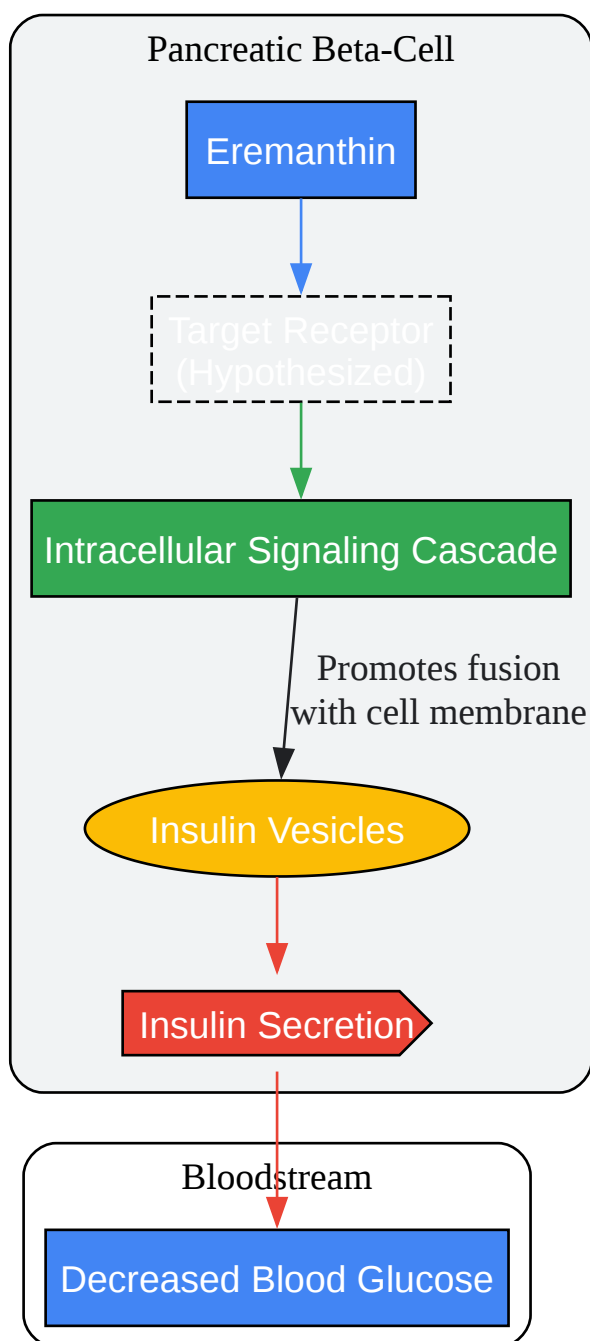 Pancreatic Beta-Cell
Eremanthin
Target Receptor
(Hypothesized)
Intracellular Signaling Cascade
Promotes fusion
with cell membrane
Insulin Vesicles
Insulin Secretion
Bloodstream
Decreased Blood Glucose